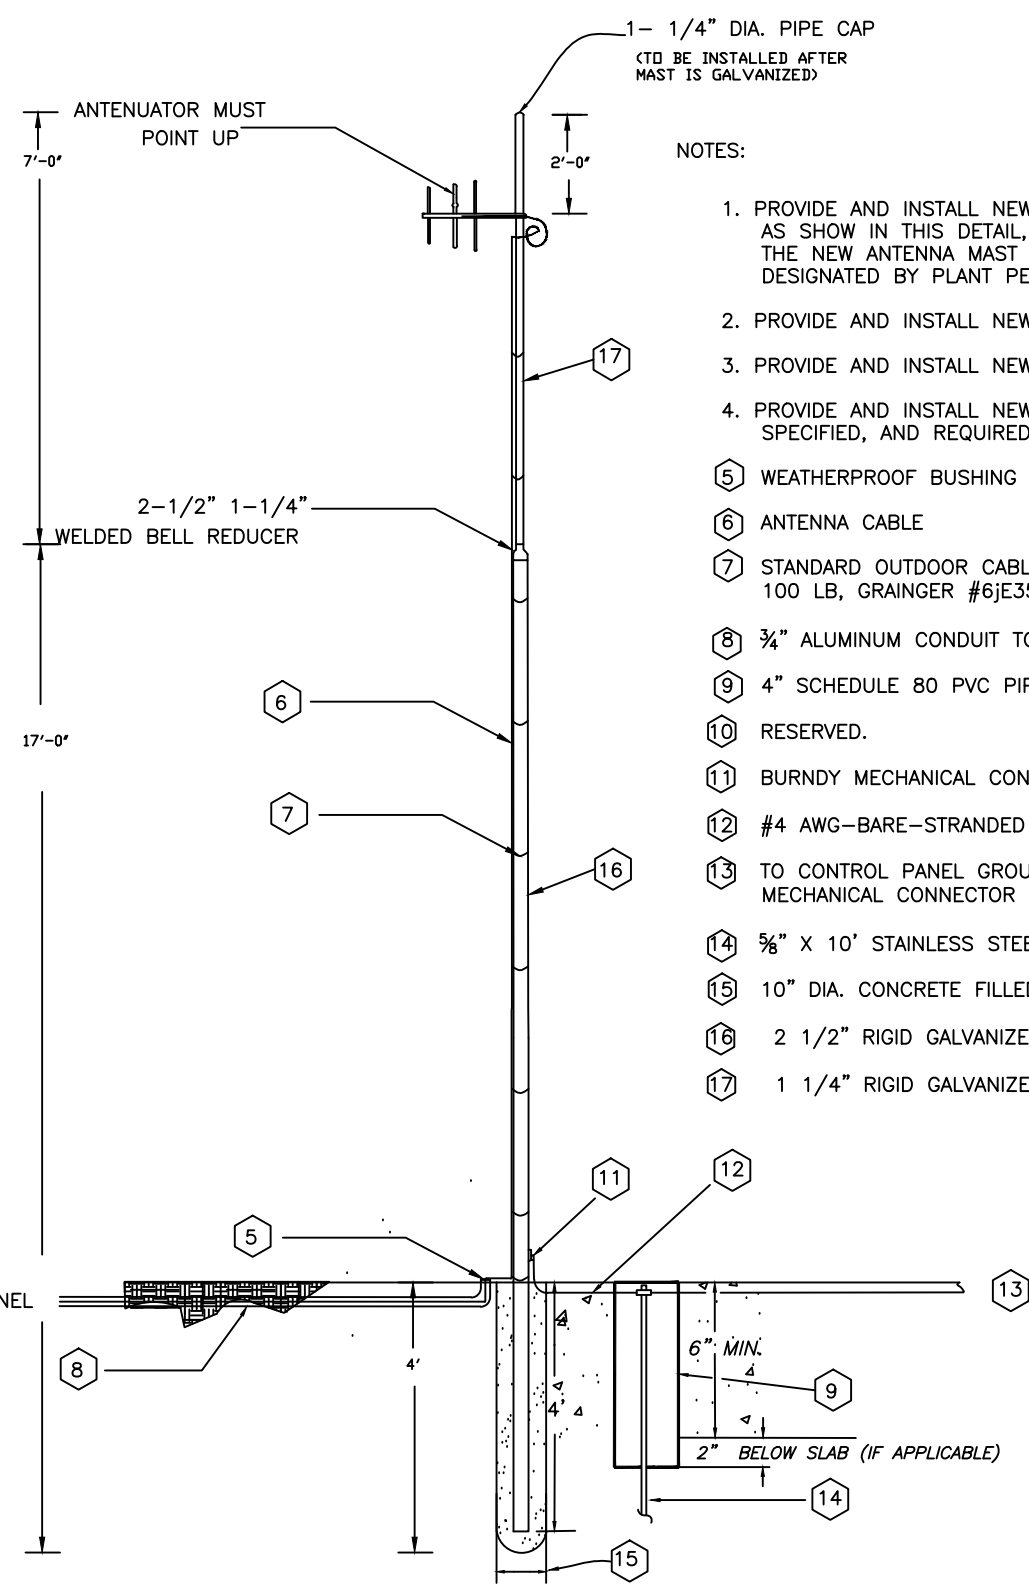 1- 1/4" DIA. PIPE CAP
(TO BE INSTALLED AFTER
MAST IS GALVANIZED)
ANTENUATOR MUST
POINT UP
7'-0"
2'-0"
NOTES:
1. PROVIDE AND INSTALL NEW
AS SHOW IN THIS DETAIL,
THE NEW ANTENNA MAST
DESIGNATED BY PLANT PE
2. PROVIDE AND INSTALL NEW
3. PROVIDE AND INSTALL NEW
4. PROVIDE AND INSTALL NEW
SPECIFIED, AND REQUIRED
17
5 WEATHERPROOF BUSHING
2-1/2" 1-1/4"
WELDED BELL REDUCER
6 ANTENNA CABLE
7 STANDARD OUTDOOR CABL
100 LB, GRAINGER #6jE35
8 ¾" ALUMINUM CONDUIT TO
9 4" SCHEDULE 80 PVC PIP
6
10 RESERVED.
17'-0"
11 BURNDY MECHANICAL CON
7
12 #4 AWG-BARE-STRANDED
16
13 TO CONTROL PANEL GROU
MECHANICAL CONNECTOR
14 ⅝" X 10' STAINLESS STEE
15 10" DIA. CONCRETE FILLED
16 2 1/2" RIGID GALVANIZE
17 1 1/4" RIGID GALVANIZE
11
12
5
13
NEL
8
4'
6" MIN.
9
4'
2" BELOW SLAB (IF APPLICABLE)
14
15